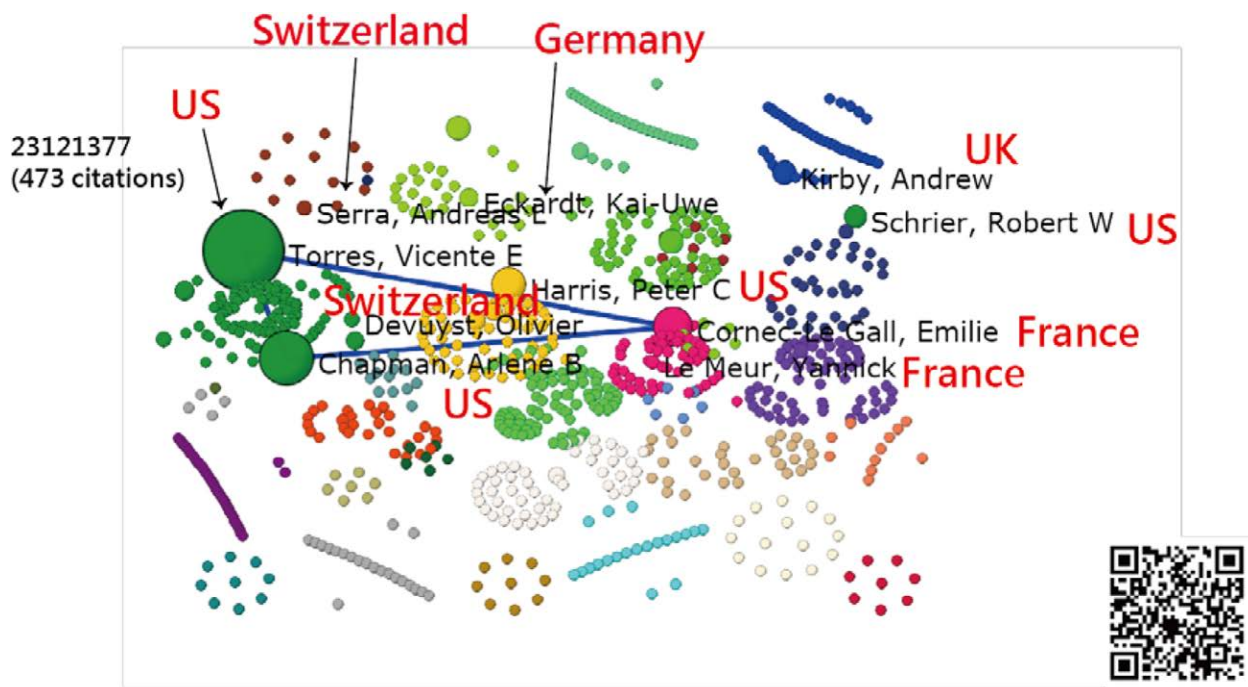 Switzerland
Germany
US
23121377
(473 citations)
UK
Kirby, Andrew
Eckardt, Kai-Uwe
Serra, Andreas L
Schrier, Robert W
US
Torres, Vicente E
Harris, Peter C
US
Switzerland
Devuyst, Olivier
Cornec-Le Gall, Emilie
France
Chapman, Arlene B
Le Meur, Yannick
France
US